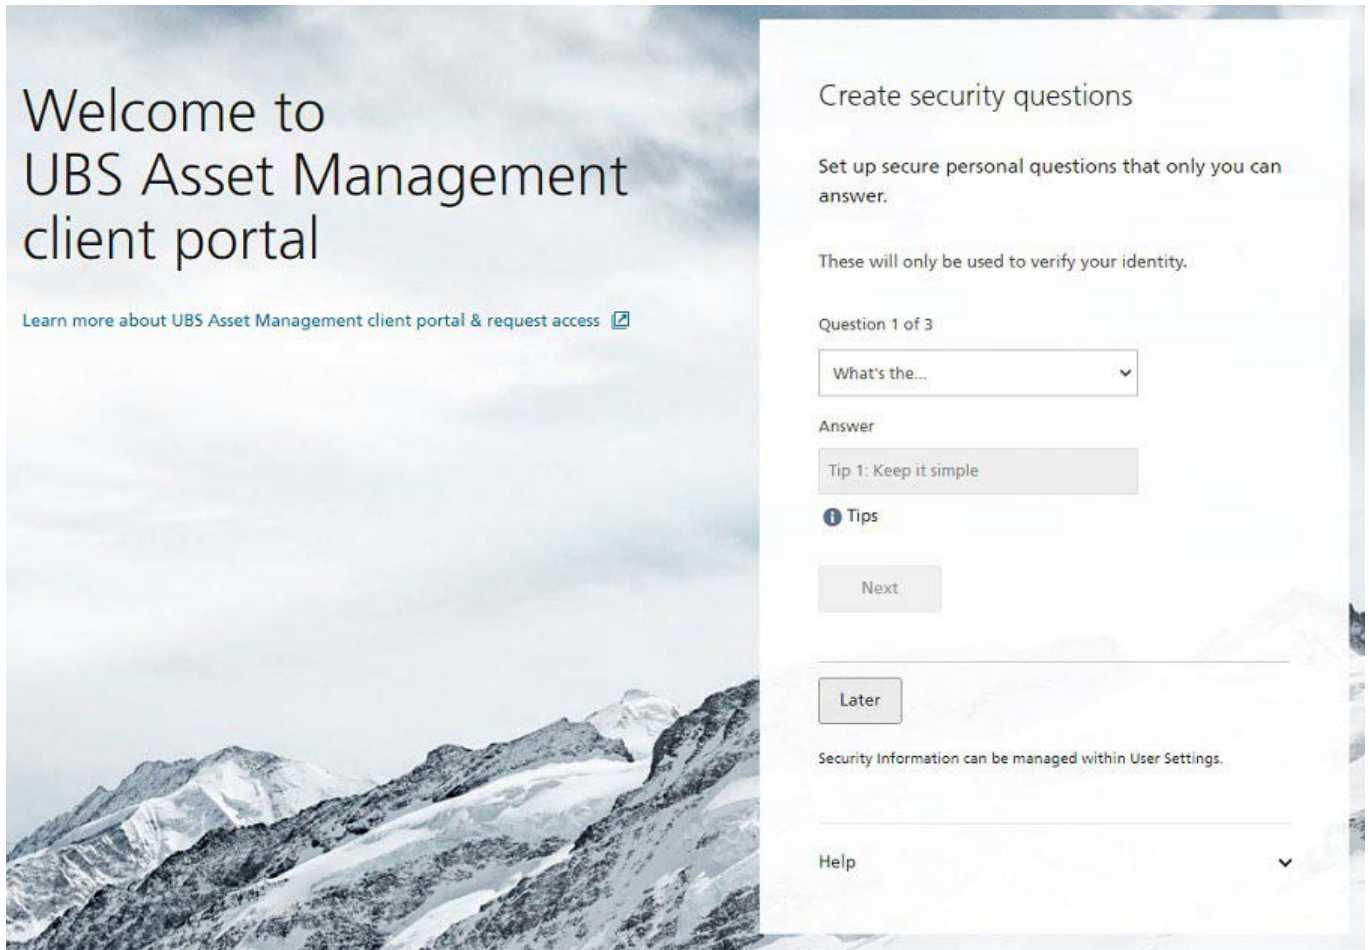 Welcome to
UBS Asset Management
client portal
Learn more about UBS Asset Management client portal & request access
Create security questions
Set up secure personal questions that only you can
answer.
These will only be used to verify your identity.
Question 1 of 3
What's the...
Answer
Tip 1: Keep it simple
Tips
Next
Later
Security Information can be managed within User Settings.
Help